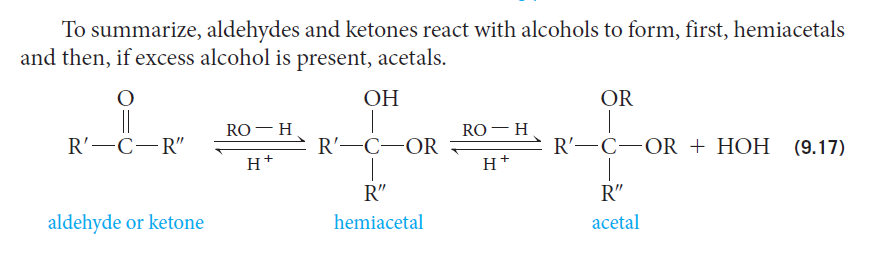 To summarize, aldehydes and ketones react with alcohols to form, first, hemiacetals
and then, if excess alcohol is present, acetals.
O OH OR
R′—C—R″ RO—H H+ R′—C—OR RO—H H+ R′—C—OR + HOH (9.17)
R″ R″
aldehyde or ketone hemiacetal acetal